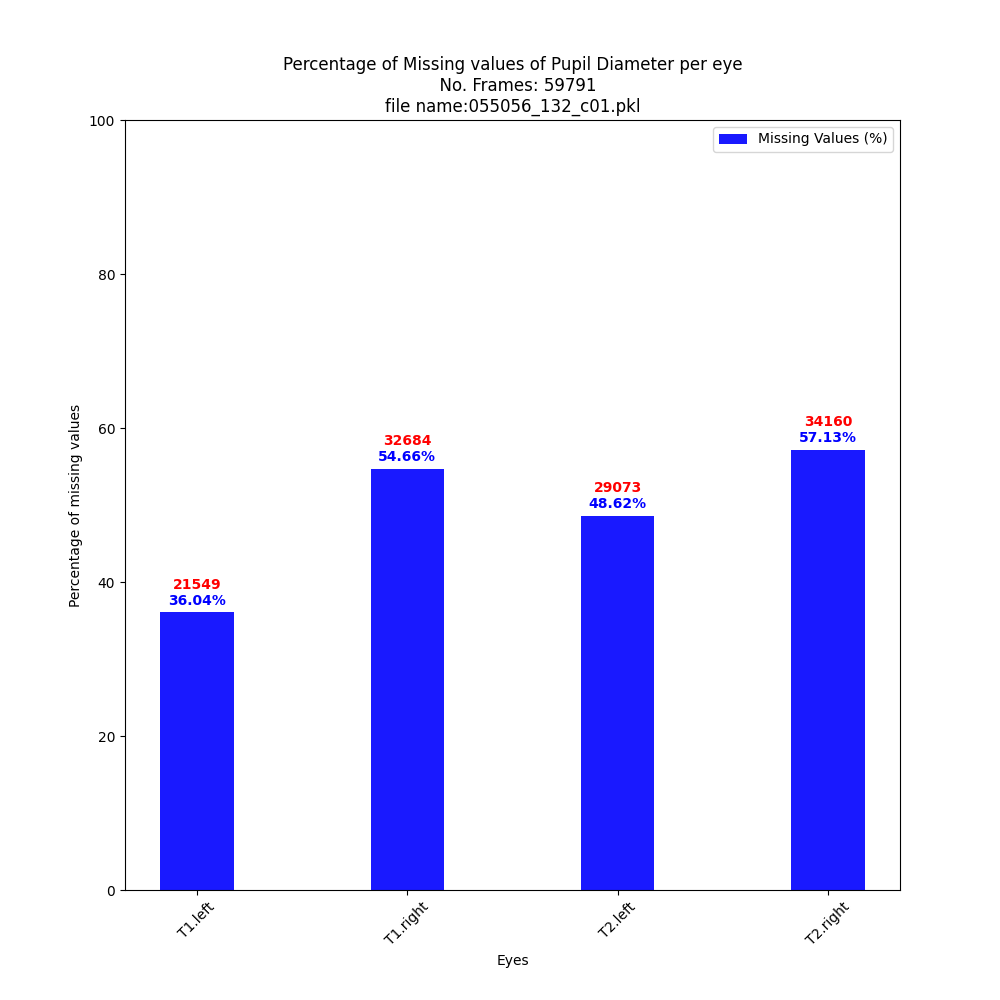 Percentage of Missing values of Pupil Diameter per eye
No. Frames: 59791
file name:055056_132_c01.pkl
Missing Values (%)
Percentage of missing values
100
80
60
40
20
0
21549
36.04%
32684
54.66%
29073
48.62%
34160
57.13%
T1.left
T1.right
T2.left
T2.right
Eyes